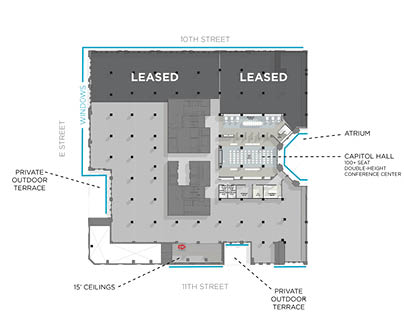 10TH STREET
LEASED
LEASED
WINDOWS
E STREET
ATRIUM
CAPITOL HALL
100+ SEAT
DOUBLE-HEIGHT
CONFERENCE CENTER
PRIVATE
OUTDOOR
TERRACE
15' CEILINGS
11TH STREET
PRIVATE
OUTDOOR
TERRACE